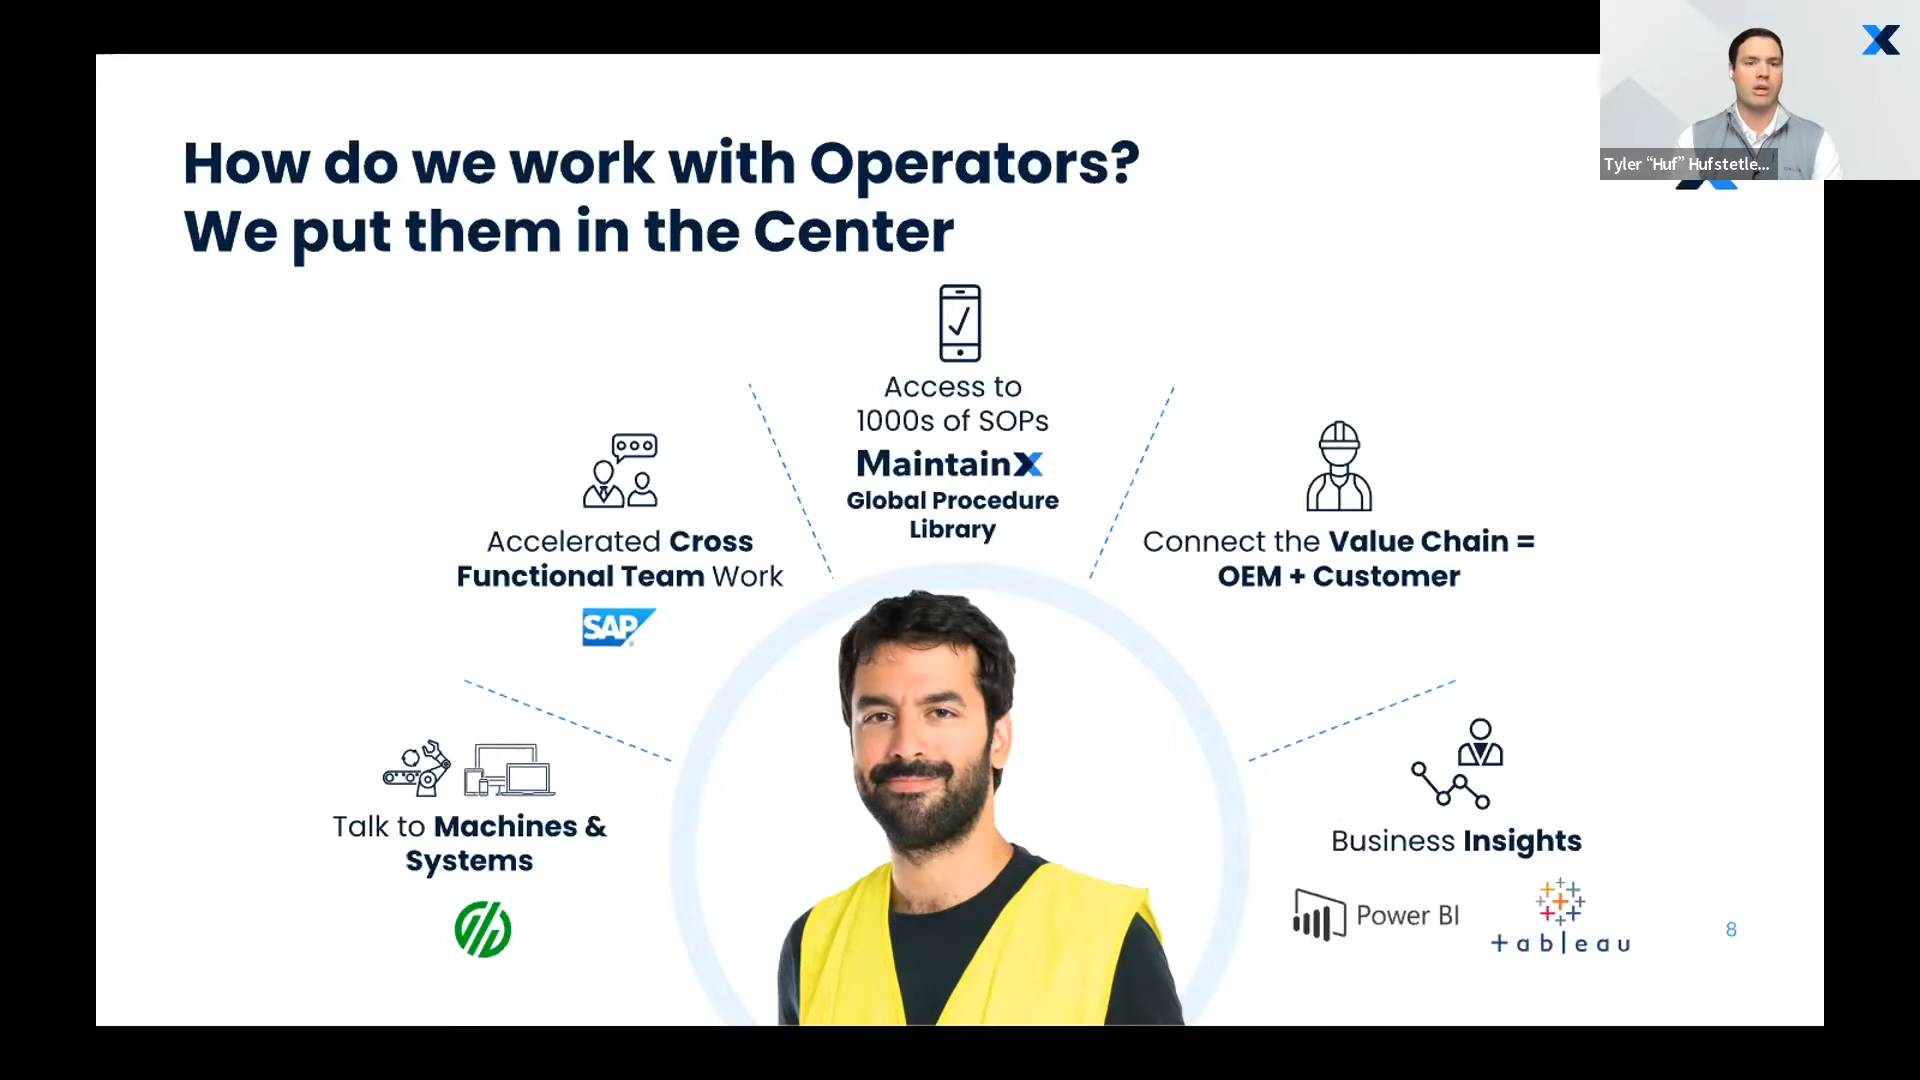 Tyler “Huf” Hufstetle...
How do we work with Operators?
We put them in the Center
Access to
1000s of SOPs
MaintainX
Global Procedure
Library
Accelerated Cross
Functional Team Work
SAP
Connect the Value Chain =
OEM + Customer
Talk to Machines &
Systems
Business Insights
Power BI
+ableau
8